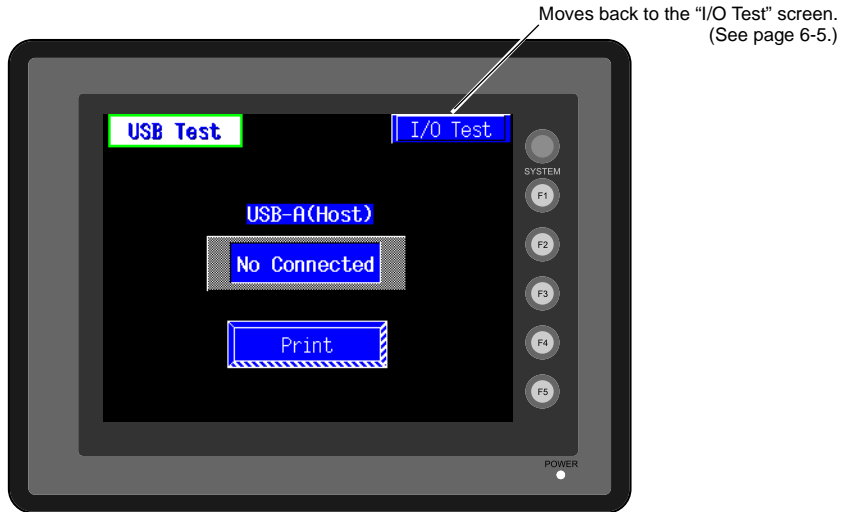 Moves back to the “I/O Test” screen.
(See page 6-5.)
USB Test
I/O Test
SYSTEM
F1
USB-A(Host)
F2
No Connected
F3
Print
F4
F5
POWER